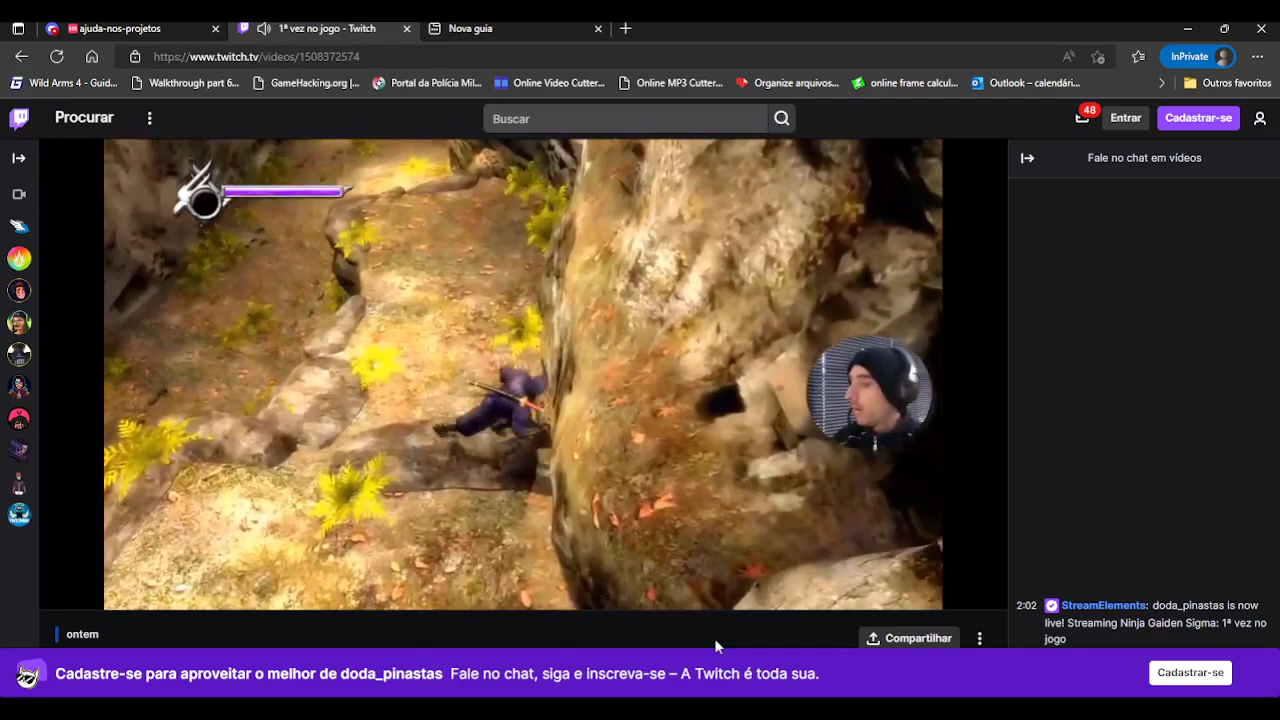 ajuda-nos-projetos
1ª vez no jogo - Twitch
Nova guia
https://www.twitch.tv/videos/1508372574
InPrivate
Wild Arms 4 - Guid...
Walkthrough part 6...
GameHacking.org |...
Portal da Polícia Mil...
Online Video Cutter...
Online MP3 Cutter...
Organize arquivos...
online frame calcul...
Outlook – calendári...
Outros favoritos
Procurar
Buscar
48
Entrar
Cadastrar-se
Fale no chat em vídeos
2:02 StreamElements: doda_pinastas is now
live! Streaming Ninja Gaiden Sigma: 1ª vez no
jogo
ontem
Compartilhar
Cadastre-se para aproveitar o melhor de doda_pinastas Fale no chat, siga e inscreva-se – A Twitch é toda sua.
Cadastrar-se